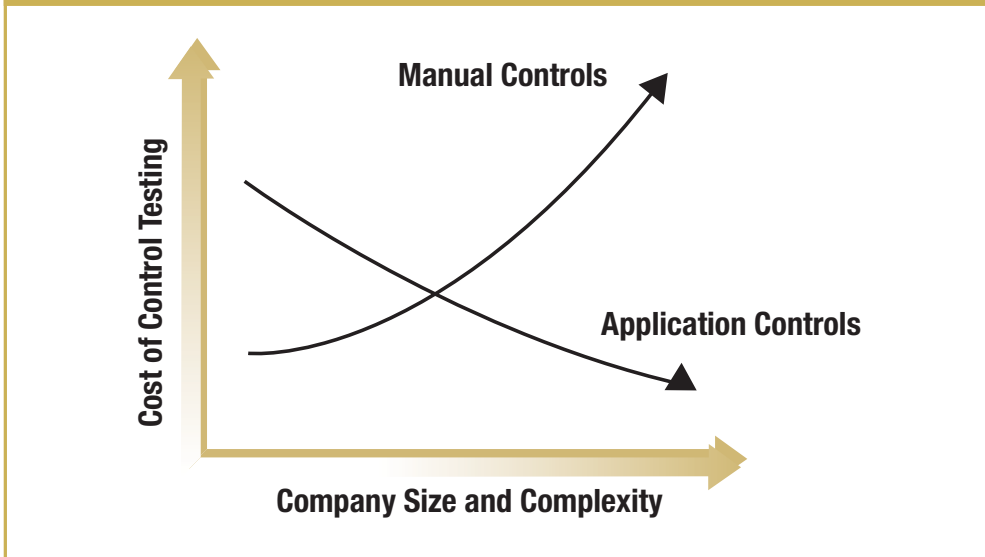 Manual Controls
Cost of Control Testing
Application Controls
Company Size and Complexity